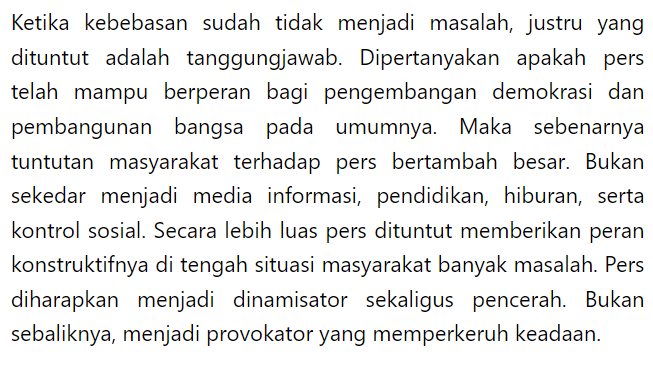 Ketika kebebasan sudah tidak menjadi masalah, justru yang
dituntut adalah tanggungjawab. Dipertanyakan apakah pers
telah mampu berperan bagi pengembangan demokrasi dan
pembangunan bangsa pada umumnya. Maka sebenarnya
tuntutan masyarakat terhadap pers bertambah besar. Bukan
sekedar menjadi media informasi, pendidikan, hiburan, serta
kontrol sosial. Secara lebih luas pers dituntut memberikan peran
konstruktifnya di tengah situasi masyarakat banyak masalah. Pers
diharapkan menjadi dinamisator sekaligus pencerah. Bukan
sebaliknya, menjadi provokator yang memperkeruh keadaan.